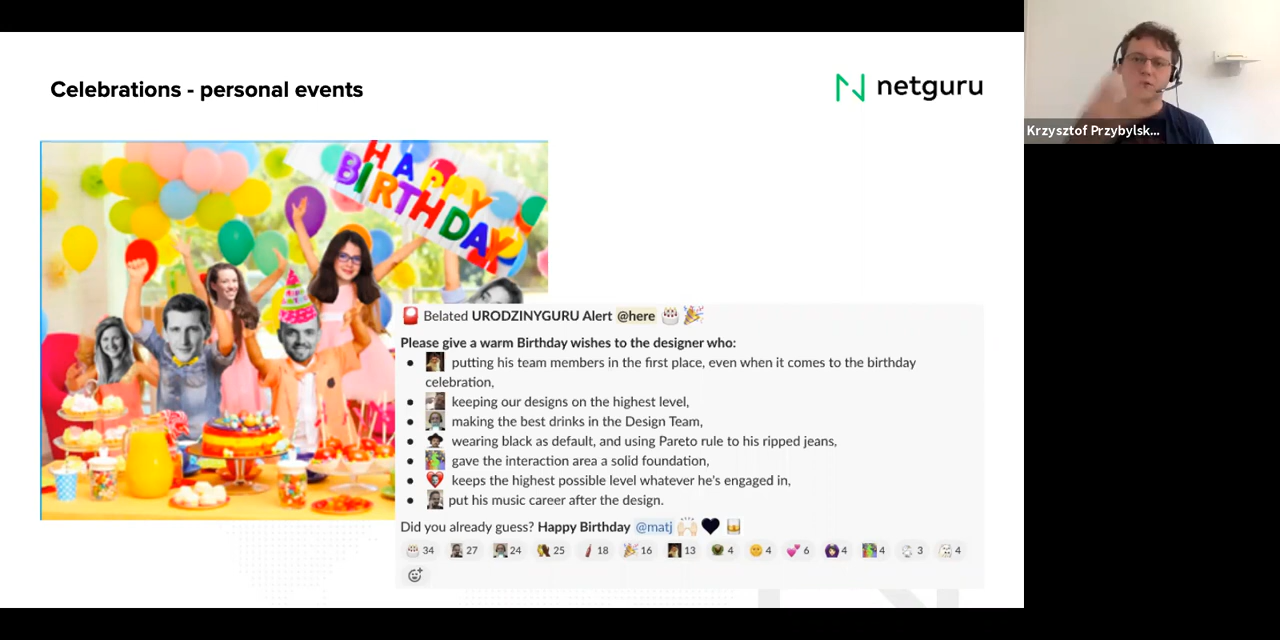 Celebrations - personal events
netguru
Krzysztof Przybylsk...
HAPPY
BIRTHDAY
Belated URODZINYGURU Alert @here
Please give a warm Birthday wishes to the designer who:
putting his team members in the first place, even when it comes to the birthday
celebration,
keeping our designs on the highest level,
making the best drinks in the Design Team,
wearing black as default, and using Pareto rule to his ripped jeans,
gave the interaction area a solid foundation,
keeps the highest possible level whatever he's engaged in,
put his music career after the design.
Did you already guess? Happy Birthday @matj
34 27 24 25 18 16 13 4 4 6 4 4 3 4